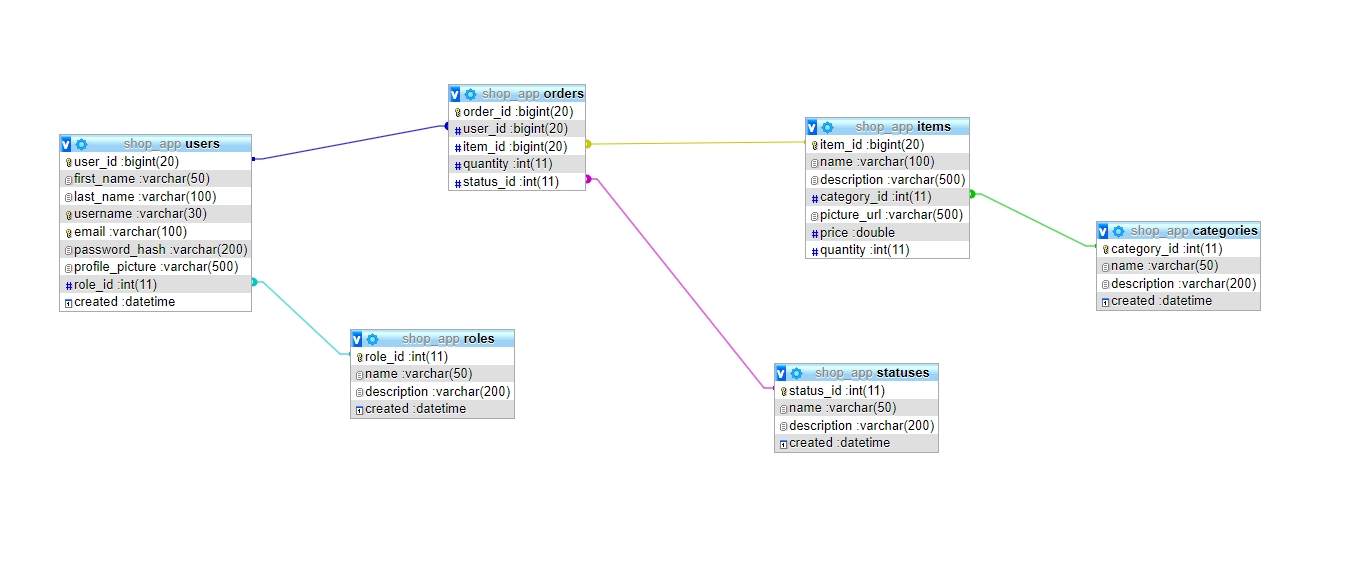 shop_app users
user_id :bigint(20)
first_name :varchar(50)
last_name :varchar(100)
username :varchar(30)
email :varchar(100)
password_hash :varchar(200)
profile_picture :varchar(500)
role_id :int(11)
created :datetime
shop_app orders
order_id :bigint(20)
user_id :bigint(20)
item_id :bigint(20)
quantity :int(11)
status_id :int(11)
shop_app items
item_id :bigint(20)
name :varchar(100)
description :varchar(500)
category_id :int(11)
picture_url :varchar(500)
price :double
quantity :int(11)
shop_app categories
category_id :int(11)
name :varchar(50)
description :varchar(200)
created :datetime
shop_app roles
role_id :int(11)
name :varchar(50)
description :varchar(200)
created :datetime
shop_app statuses
status_id :int(11)
name :varchar(50)
description :varchar(200)
created :datetime